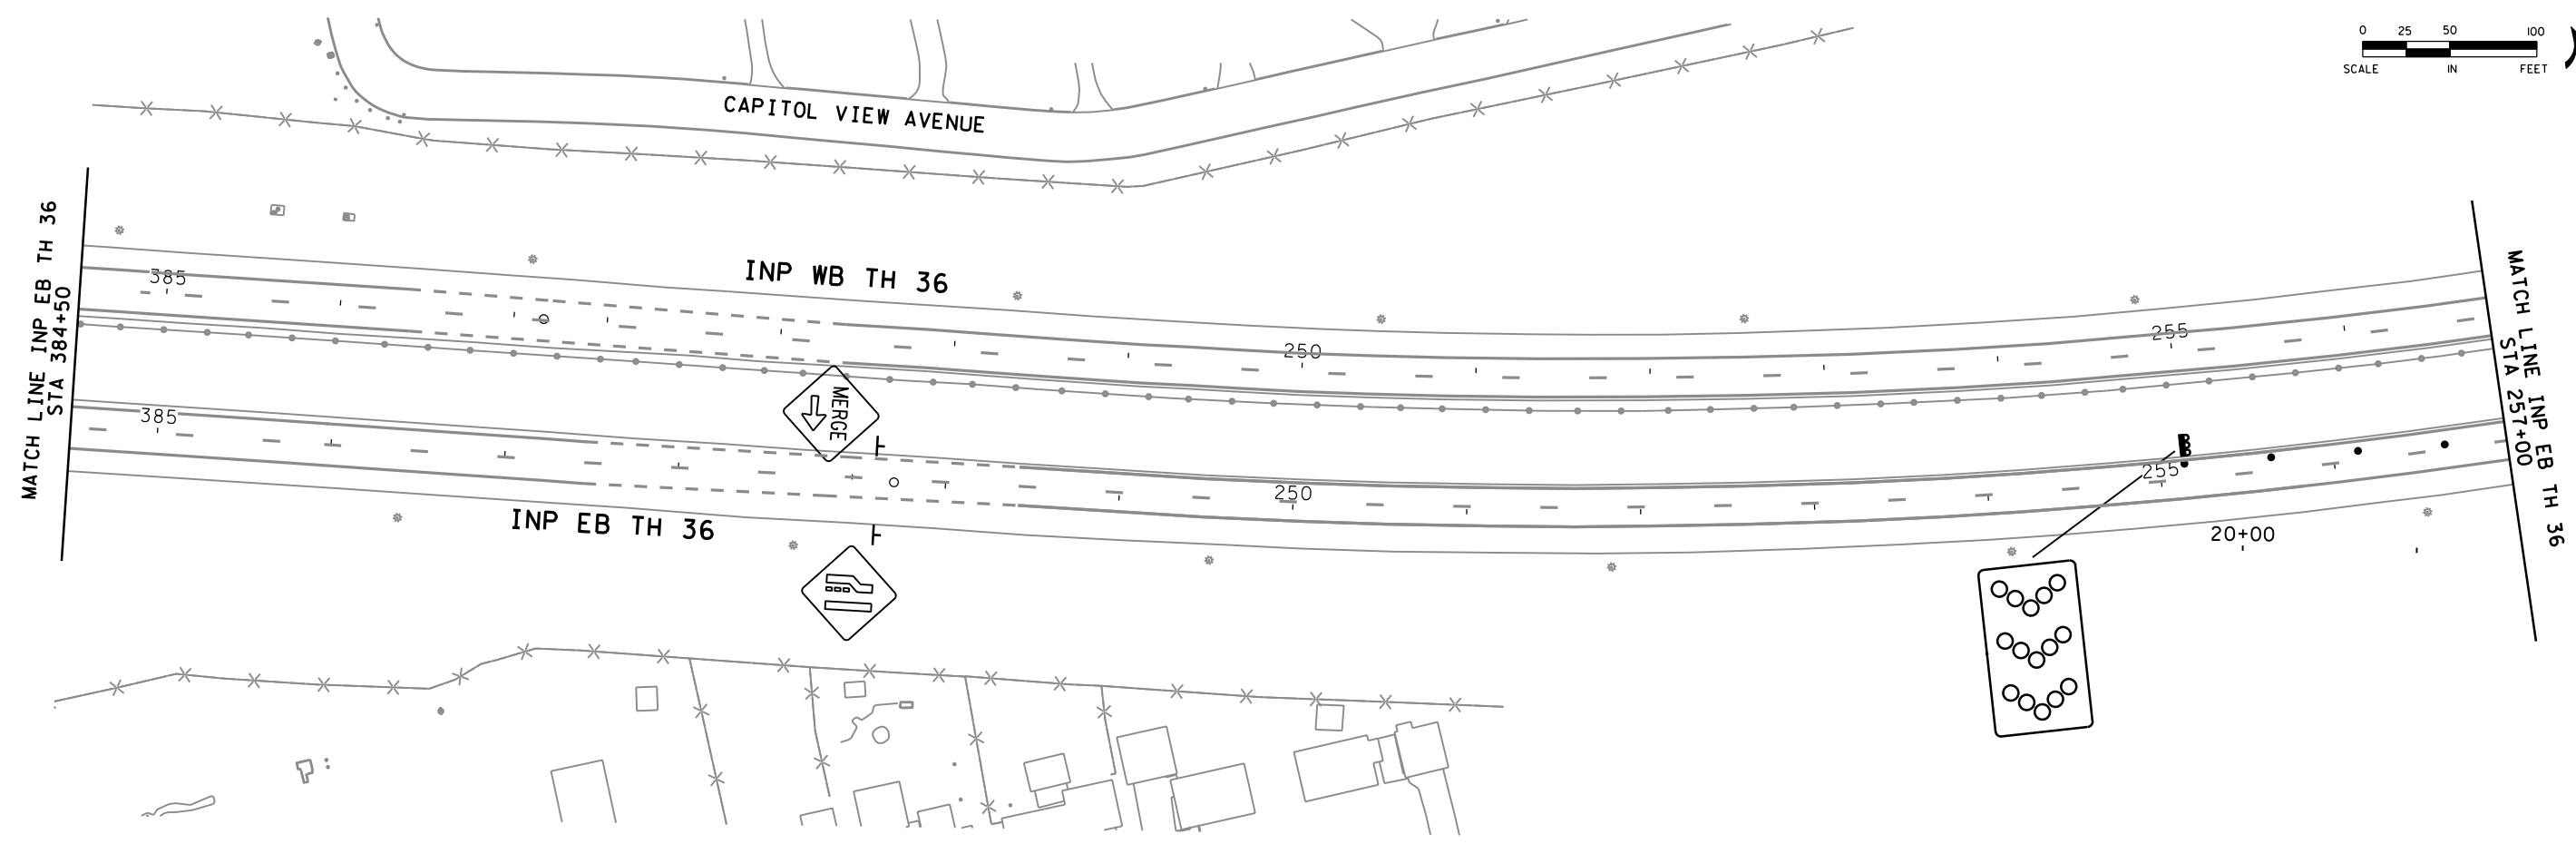 0 25 50 100
SCALE IN FEET
CAPITOL VIEW AVENUE
MATCH LINE INP EB TH 36
STA 384+50
385
INP WB TH 36
250
255
MATCH LINE INP EB TH 36
STA 257+00
MERGE
385
250
255
INP EB TH 36
20+00